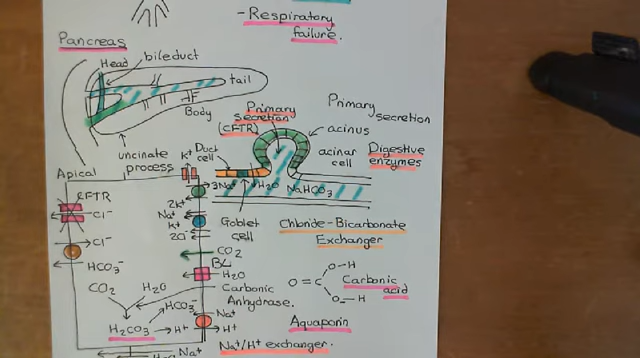 - Respiratory
failure.
Pancreas
Head
bileduct
tail
Body
uncinate
process
Primary
secretion
(CFTR)
Primary
secretion
acinus
acinar
cell
Digestive
enzymes
Duct
cell
Goblet
cell
H2O
NaHCO3
Apical
CFTR
Cl-
Cl-
HCO3-
K+
3Na+
2K+
Na+
K+
2Cl-
CO2
BL
H2O
Carbonic
Anhydrase.
CO2
H2O
HCO3-
H2CO3
H+
Na+
H+
Na+
Chloride-Bicarbonate
Exchanger
O=C
O-H
O-H
Carbonic
acid
Aquaporin
Na+/H+ exchanger.